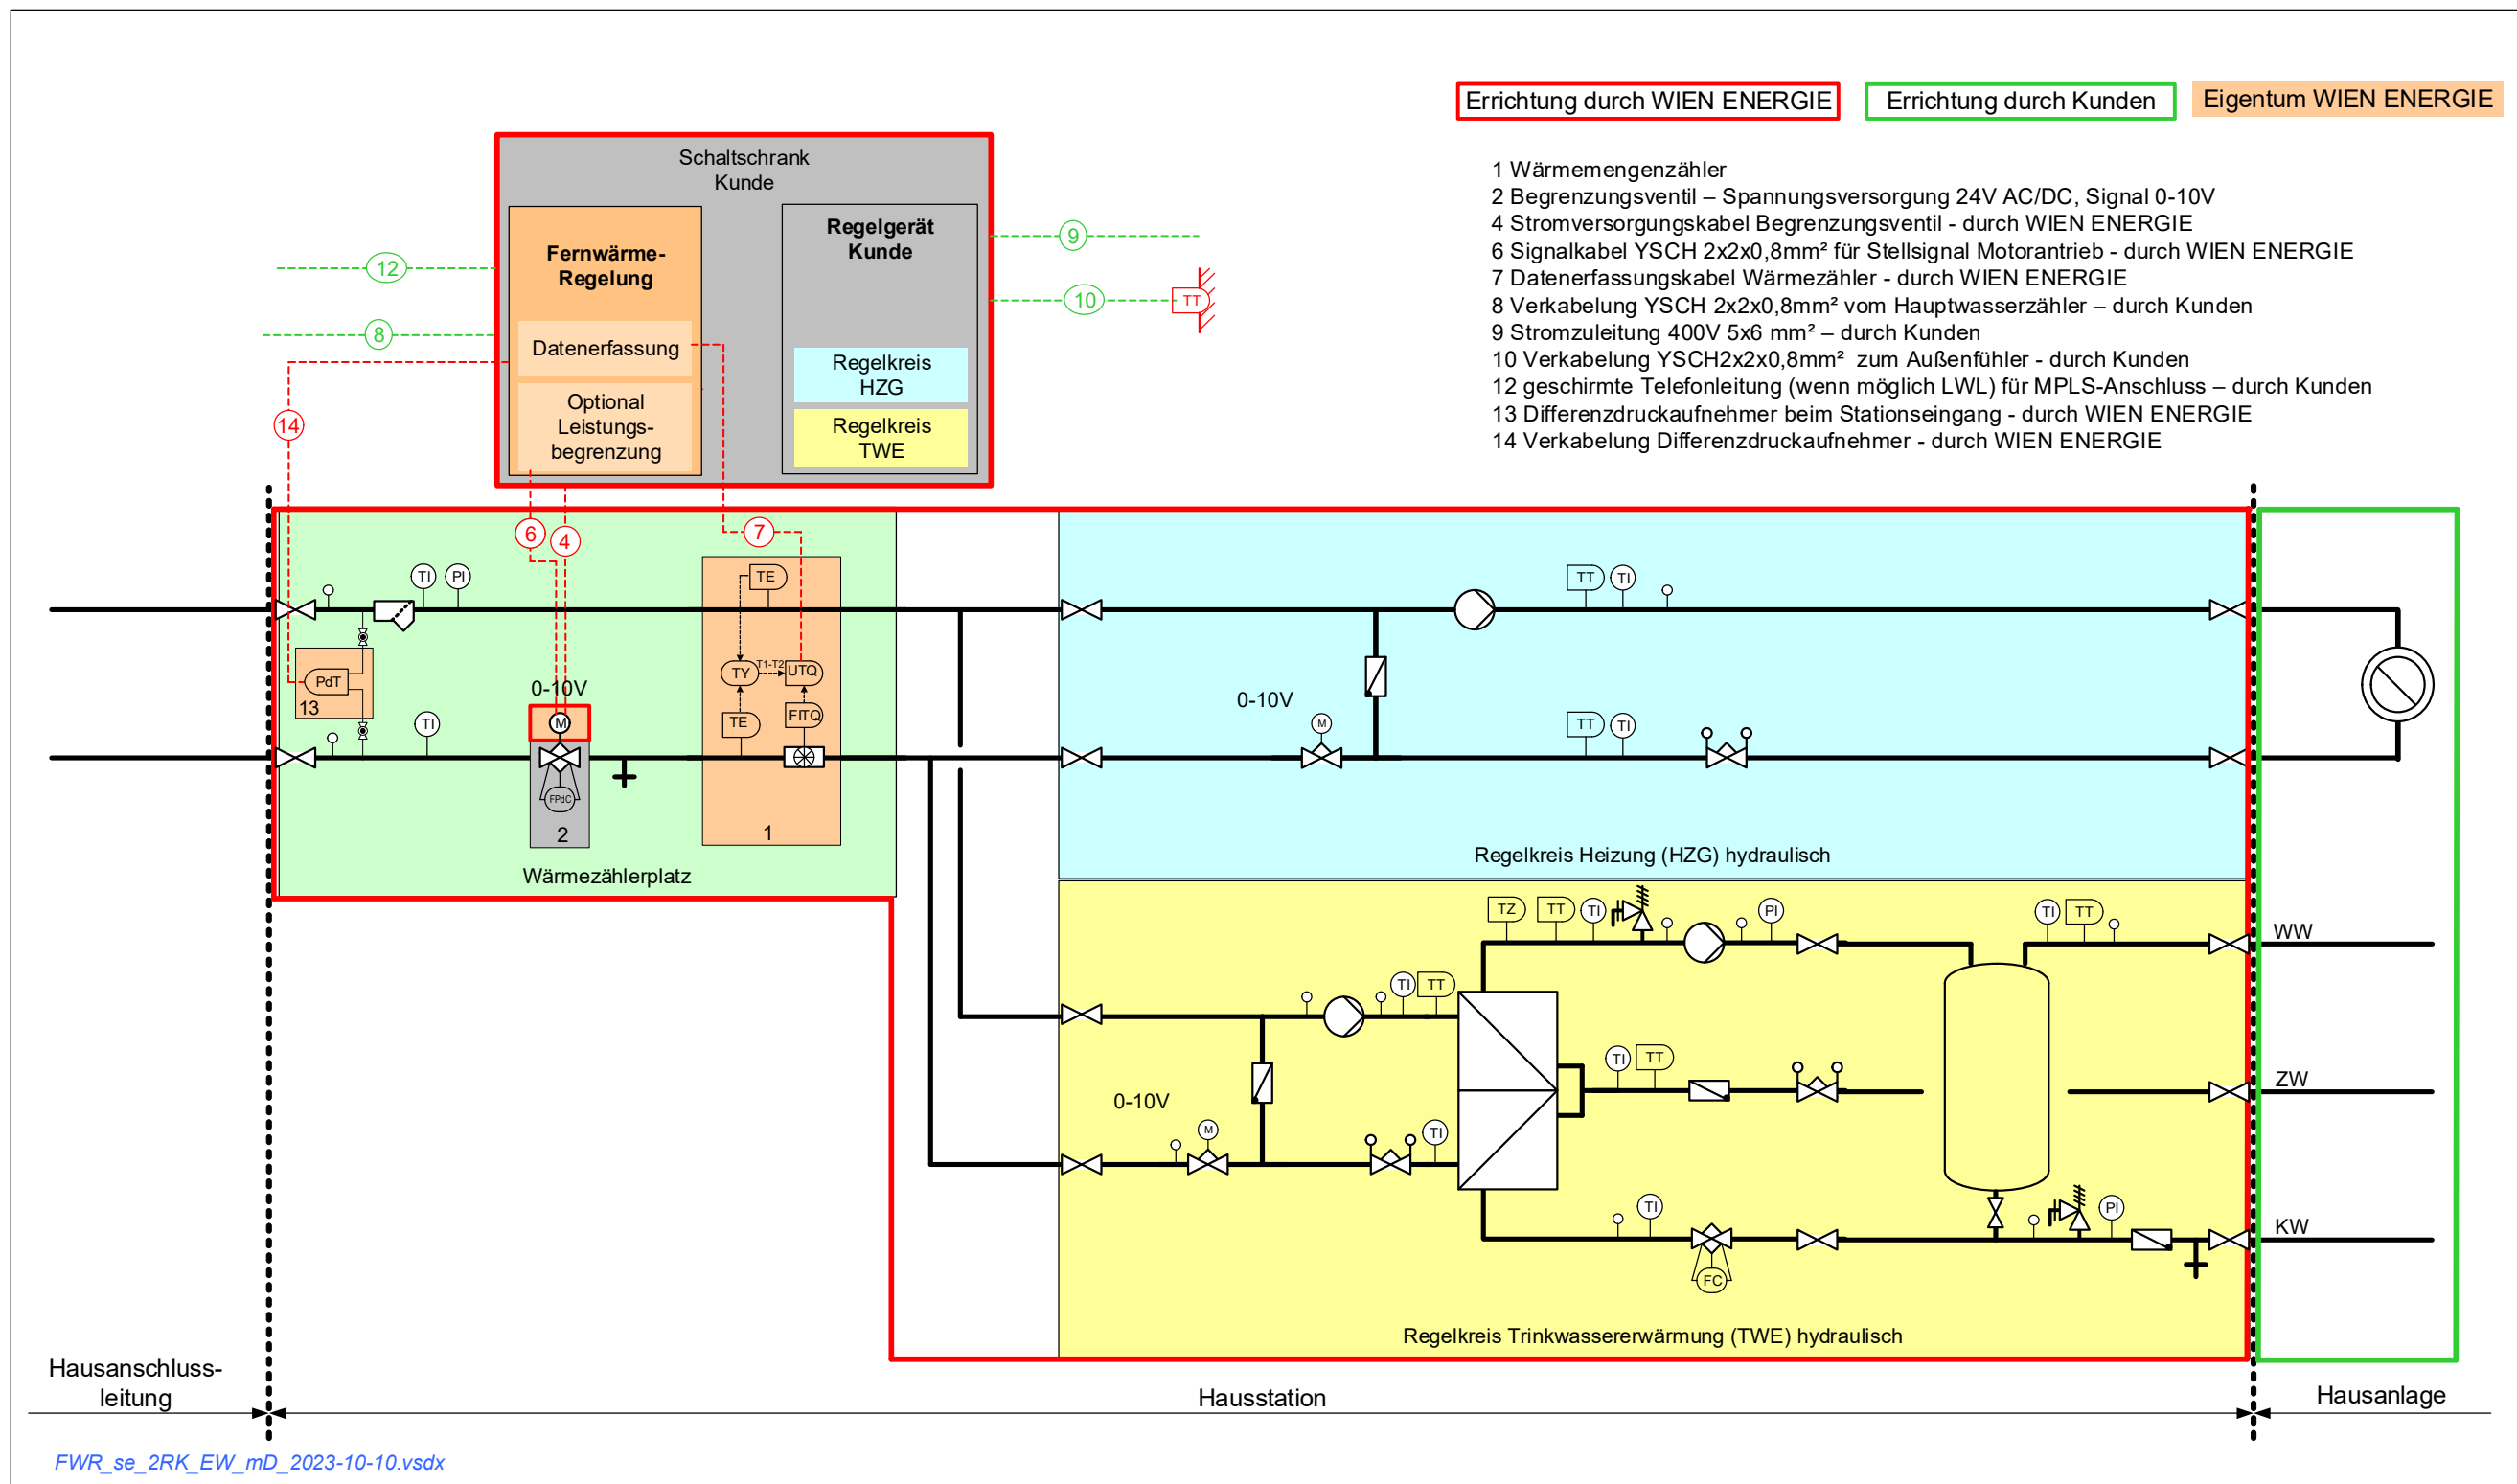 Errichtung durch WIEN ENERGIE
Errichtung durch Kunden
Eigentum WIEN ENERGIE
1 Wärmemengenzähler
2 Begrenzungsventil – Spannungsversorgung 24V AC/DC, Signal 0-10V
4 Stromversorgungskabel Begrenzungsventil - durch WIEN ENERGIE
6 Signalkabel YSCH 2x2x0,8mm² für Stellsignal Motorantrieb - durch WIEN ENERGIE
7 Datenerfassungskabel Wärmezähler - durch WIEN ENERGIE
8 Verkabelung YSCH 2x2x0,8mm² vom Hauptwasserzähler – durch Kunden
9 Stromzuleitung 400V 5x6 mm² – durch Kunden
10 Verkabelung YSCH2x2x0,8mm² zum Außenfühler - durch Kunden
12 geschirmte Telefonleitung (wenn möglich LWL) für MPLS-Anschluss – durch Kunden
13 Differenzdruckaufnehmer beim Stationseingang - durch WIEN ENERGIE
14 Verkabelung Differenzdruckaufnehmer - durch WIEN ENERGIE
Schaltschrank
Kunde
Fernwärme-
Regelung
Datenerfassung
Optional
Leistungs-
begrenzung
Regelgerät
Kunde
Regelkreis
HZG
Regelkreis
TWE
12
8
14
9
10
TT
6
4
7
TI
PI
TE
TY
T1-T2
UTQ
PdT
13
0-10V
M
TI
TE
FITQ
FPdC
2
1
Wärmezählerplatz
TT
TI
0-10V
M
TT
TI
Regelkreis Heizung (HZG) hydraulisch
TZ
TT
TI
PI
TI
TT
WW
TI
TT
TI
TT
ZW
0-10V
M
TI
TI
PI
KW
FC
Regelkreis Trinkwassererwärmung (TWE) hydraulisch
Hausanschluss-
leitung
Hausstation
Hausanlage
FWR_se_2RK_EW_mD_2023-10-10.vsdx